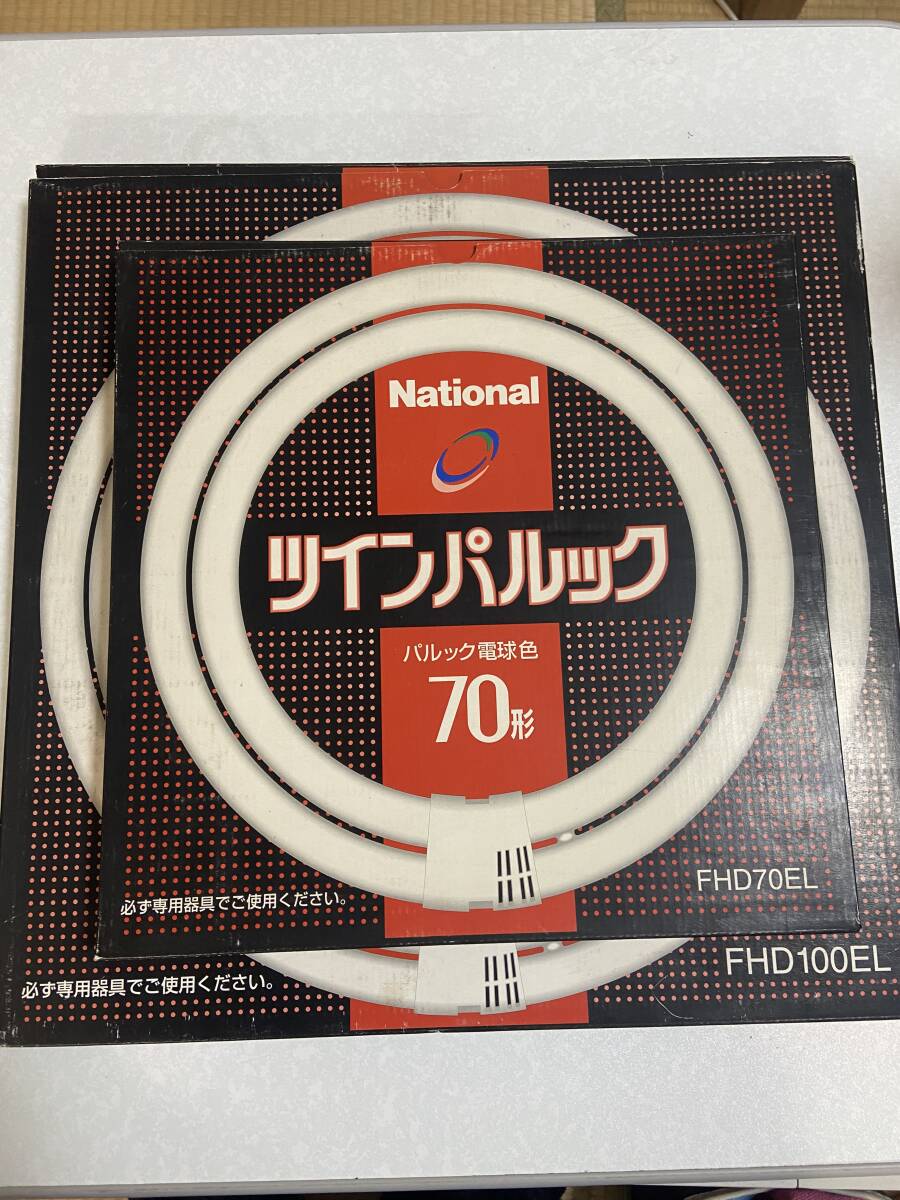 National
ツインパルック
パルック電球色
70形
FHD70EL
必ず専用器具でご使用ください。
FHD100EL
必ず専用器具でご使用ください。